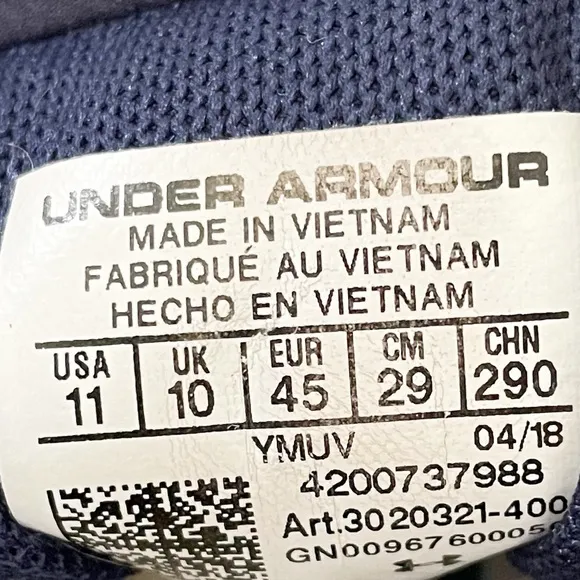 UNDER ARMOUR
MADE IN VIETNAM
FABRIQUÉ AU VIETNAM
HECHO EN VIETNAM
USA UK EUR CM CHN
11 10 45 29 290
YMUV 04/18
4200737988
Art.3020321-400